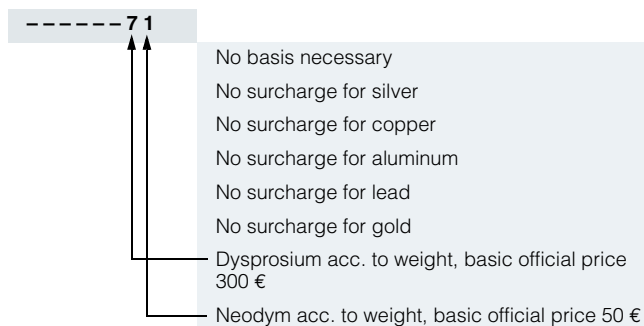 – – – – – – 7 1
No basis necessary
No surcharge for silver
No surcharge for copper
No surcharge for aluminum
No surcharge for lead
No surcharge for gold
Dysprosium acc. to weight, basic official price
300 €
Neodym acc. to weight, basic official price 50 €